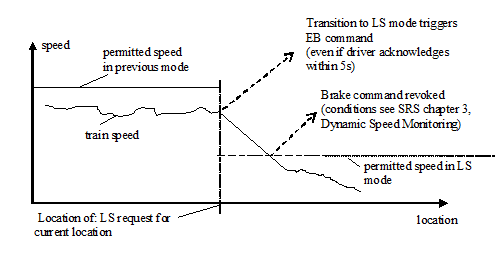 Transition to LS mode triggers
EB command
(even if driver acknowledges
within 5s)
speed
permitted speed
in previous mode
Brake command revoked
(conditions see SRS chapter 3,
Dynamic Speed Monitoring)
train speed
permitted speed in LS
mode
Location of: LS request for
current location
location